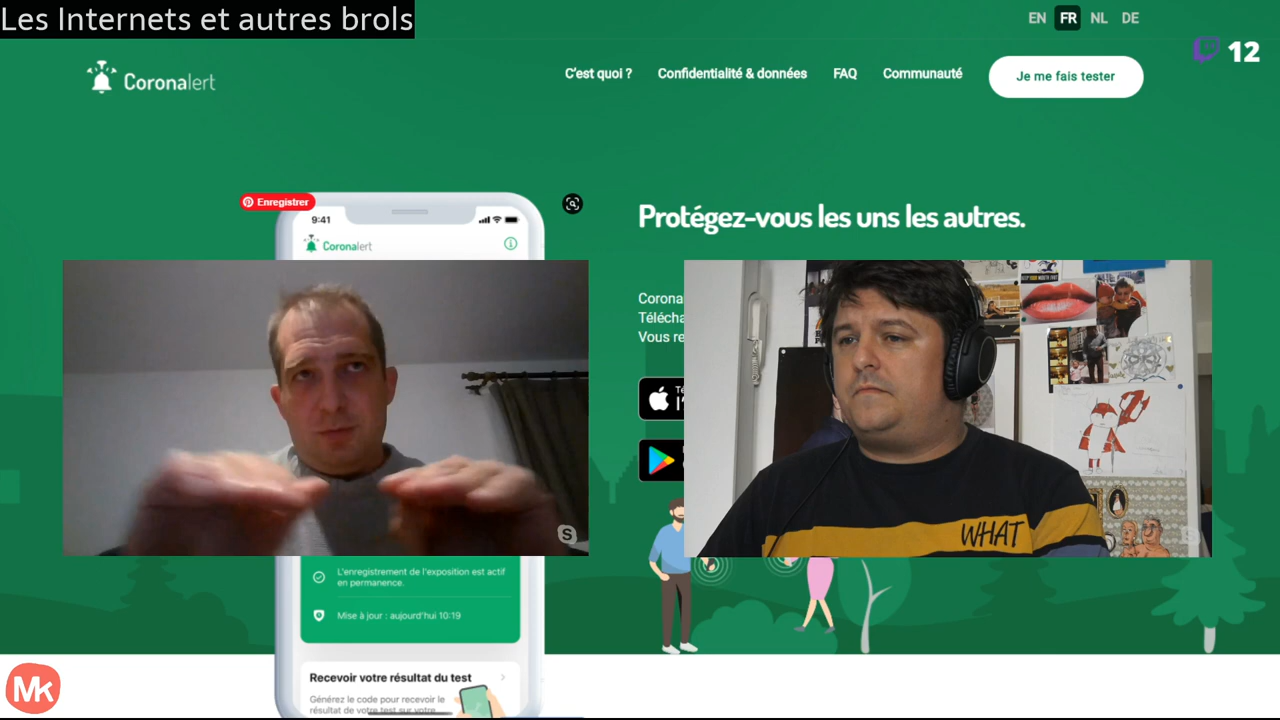 Les Internets et autres brols
EN FR NL DE
12
Coronalert
C'est quoi ?
Confidentialité & données
FAQ
Communauté
Je me fais tester
Enregistrer
9:41
Coronalert
Protégez-vous les uns les autres.
Corona
Télécha
Vous re
WHAT
L'enregistrement de l'exposition est actif
en permanence.
Mise à jour : aujourd'hui 10:19
Recevoir votre résultat du test
Générez le code pour recevoir le
résultat de votre test sur votre
Mk